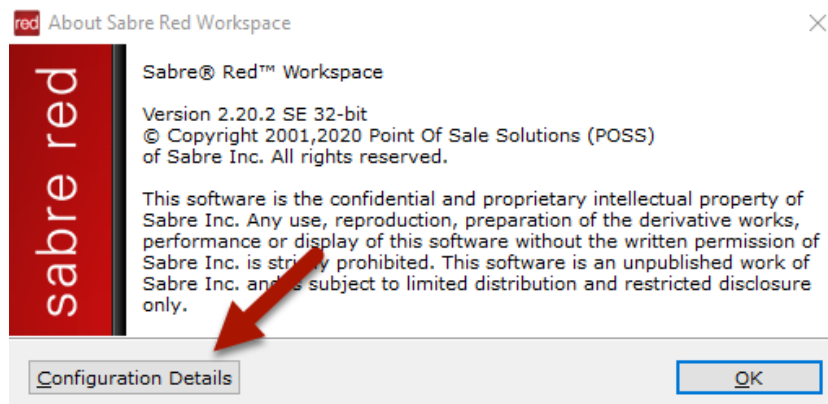 red About Sabre Red Workspace
sabre red
Sabre® Red™ Workspace
Version 2.20.2 SE 32-bit
© Copyright 2001,2020 Point Of Sale Solutions (POSS)
of Sabre Inc. All rights reserved.
This software is the confidential and proprietary intellectual property of
Sabre Inc. Any use, reproduction, preparation of the derivative works,
performance or display of this software without the written permission of
Sabre Inc. is strictly prohibited. This software is an unpublished work of
Sabre Inc. and is subject to limited distribution and restricted disclosure
only.
Configuration Details
OK